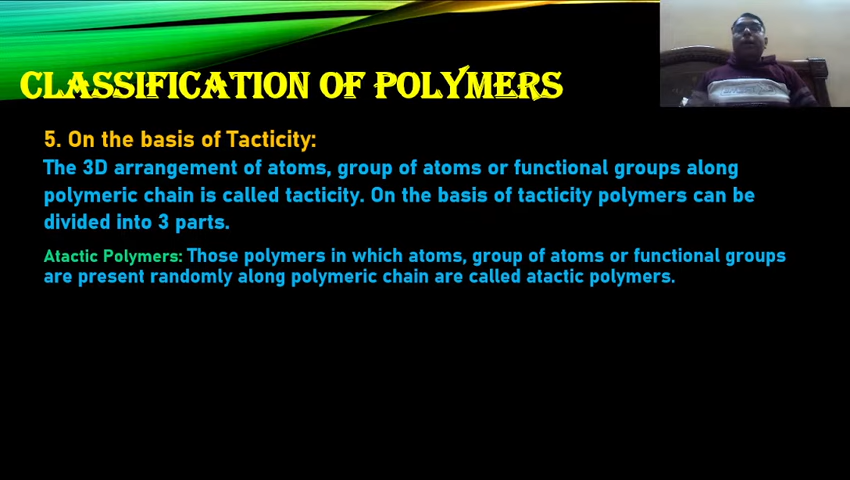 CLASSIFICATION OF POLYMERS
5. On the basis of Tacticity:
The 3D arrangement of atoms, group of atoms or functional groups along
polymeric chain is called tacticity. On the basis of tacticity polymers can be
divided into 3 parts.
Atactic Polymers: Those polymers in which atoms, group of atoms or functional groups
are present randomly along polymeric chain are called atactic polymers.